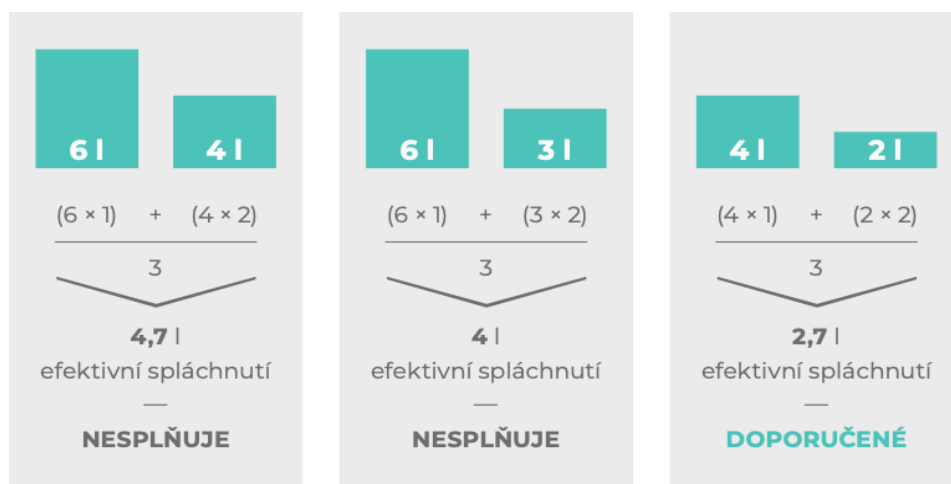 6 l 4 l
(6 × 1) + (4 × 2)
3
4,7 l
efektivní spláchnutí
—
NESPLŇUJE
6 l 3 l
(6 × 1) + (3 × 2)
3
4 l
efektivní spláchnutí
—
NESPLŇUJE
4 l 2 l
(4 × 1) + (2 × 2)
3
2,7 l
efektivní spláchnutí
—
DOPORUČENÉ